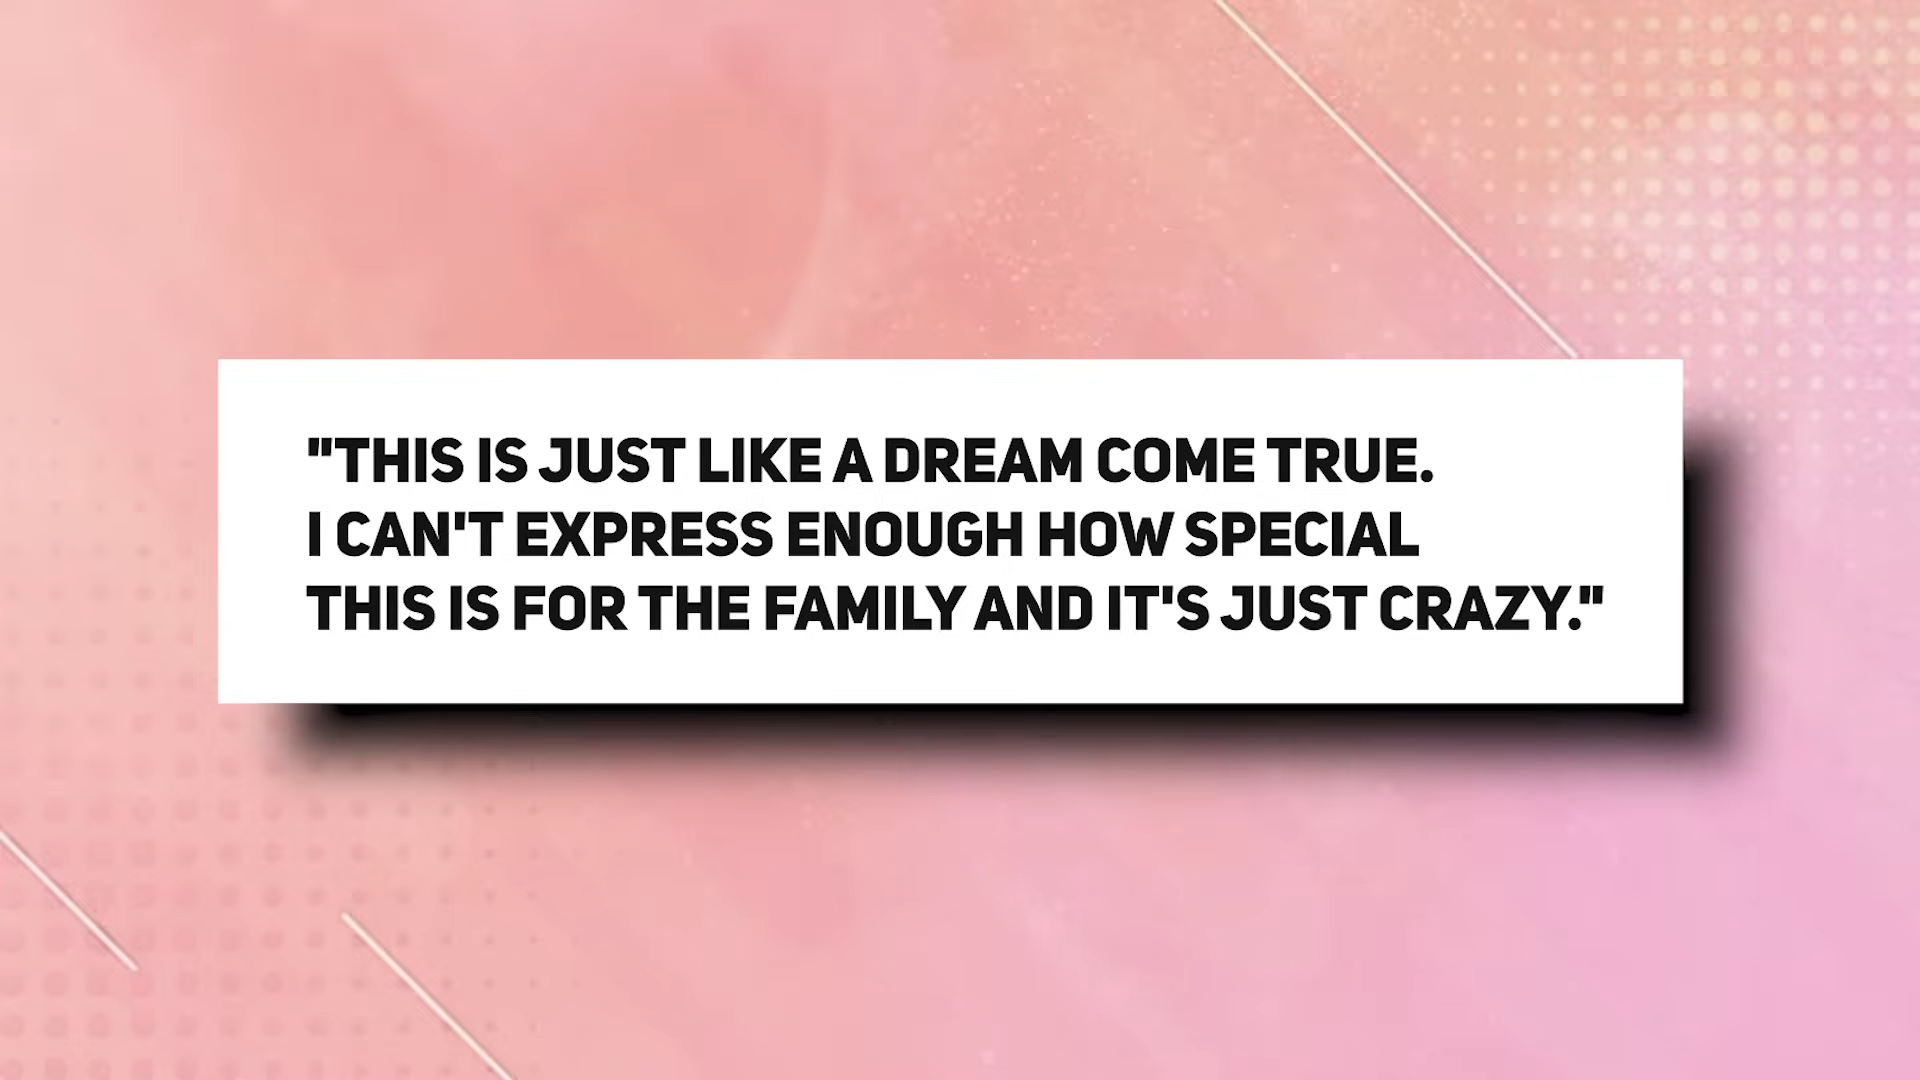 "THIS IS JUST LIKE A DREAM COME TRUE.
I CAN'T EXPRESS ENOUGH HOW SPECIAL
THIS IS FOR THE FAMILY AND IT'S JUST CRAZY."